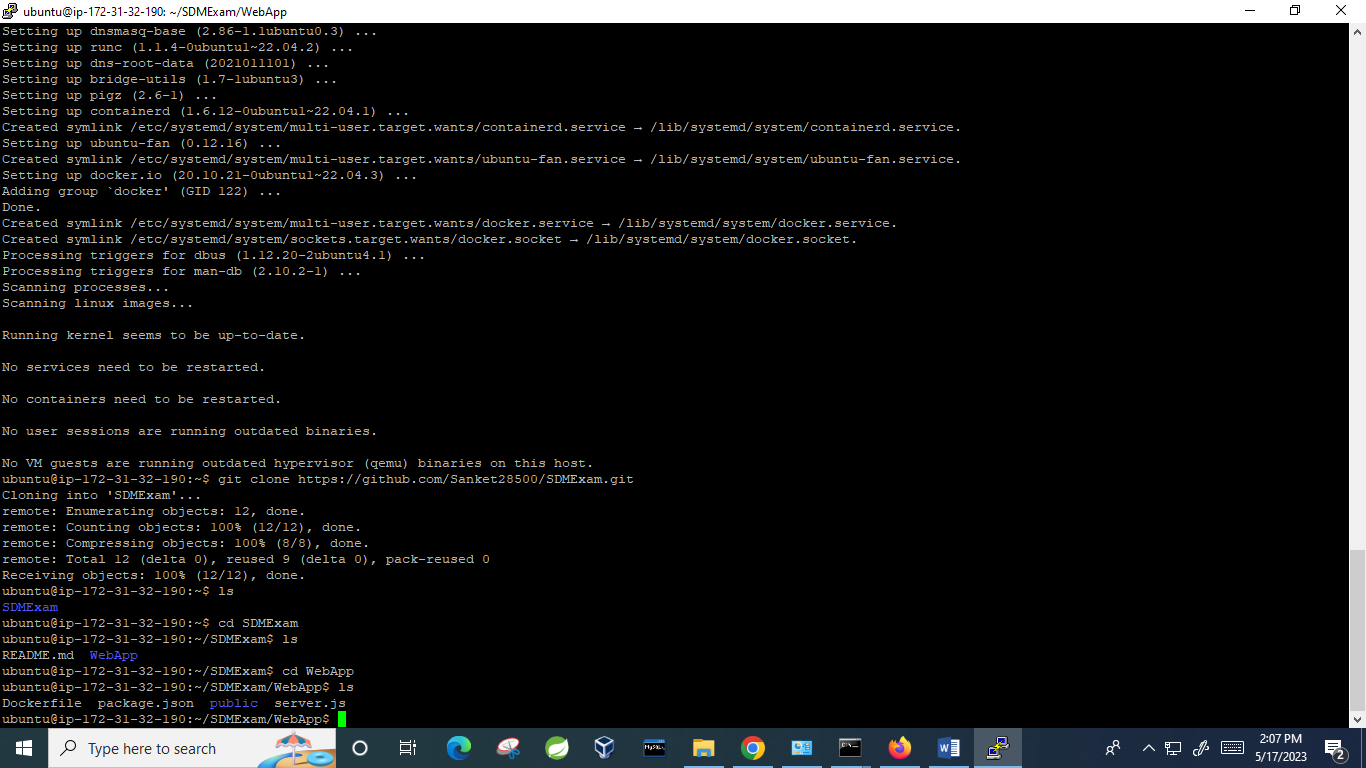 ubuntu@ip-172-31-32-190: ~/SDMExam/WebApp
Setting up dnsmasq-base (2.86-1.1ubuntu0.3) ...
Setting up runc (1.1.4-0ubuntu1~22.04.2) ...
Setting up dns-root-data (2021011101) ...
Setting up bridge-utils (1.7-1ubuntu3) ...
Setting up pigz (2.6-1) ...
Setting up containerd (1.6.12-0ubuntu1~22.04.1) ...
Created symlink /etc/systemd/system/multi-user.target.wants/containerd.service → /lib/systemd/system/containerd.service.
Setting up ubuntu-fan (0.12.16) ...
Created symlink /etc/systemd/system/multi-user.target.wants/ubuntu-fan.service → /lib/systemd/system/ubuntu-fan.service.
Setting up docker.io (20.10.21-0ubuntu1~22.04.3) ...
Adding group `docker' (GID 122) ...
Done.
Created symlink /etc/systemd/system/multi-user.target.wants/docker.service → /lib/systemd/system/docker.service.
Created symlink /etc/systemd/system/sockets.target.wants/docker.socket → /lib/systemd/system/docker.socket.
Processing triggers for dbus (1.12.20-2ubuntu4.1) ...
Processing triggers for man-db (2.10.2-1) ...
Scanning processes...
Scanning linux images...
Running kernel seems to be up-to-date.
No services need to be restarted.
No containers need to be restarted.
No user sessions are running outdated binaries.
No VM guests are running outdated hypervisor (qemu) binaries on this host.
ubuntu@ip-172-31-32-190:~$ git clone https://github.com/Sanket28500/SDMExam.git
Cloning into 'SDMExam'...
remote: Enumerating objects: 12, done.
remote: Counting objects: 100% (12/12), done.
remote: Compressing objects: 100% (8/8), done.
remote: Total 12 (delta 0), reused 9 (delta 0), pack-reused 0
Receiving objects: 100% (12/12), done.
ubuntu@ip-172-31-32-190:~$ ls
SDMExam
ubuntu@ip-172-31-32-190:~$ cd SDMExam
ubuntu@ip-172-31-32-190:~/SDMExam$ ls
README.md  WebApp
ubuntu@ip-172-31-32-190:~/SDMExam$ cd WebApp
ubuntu@ip-172-31-32-190:~/SDMExam/WebApp$ ls
Dockerfile  package.json  public  server.js
ubuntu@ip-172-31-32-190:~/SDMExam/WebApp$
Type here to search
MySQL
2:07 PM
5/17/2023
2